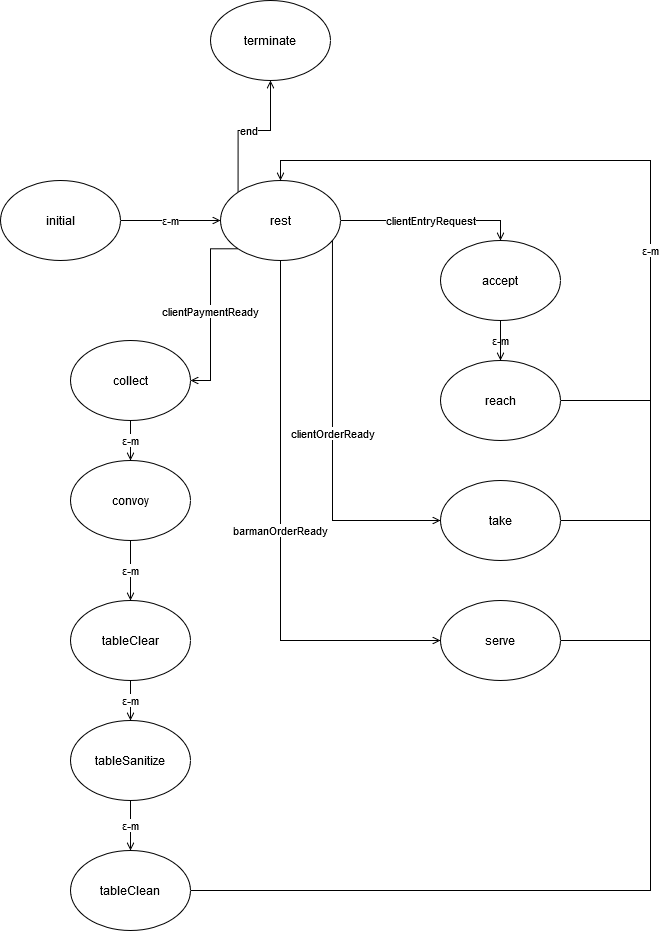 terminate
end
initial
ε-m
rest
clientEntryRequest
ε-m
accept
clientPaymentReady
ε-m
collect
reach
clientOrderReady
ε-m
convoy
take
barmanOrderReady
ε-m
tableClear
serve
ε-m
tableSanitize
ε-m
tableClean